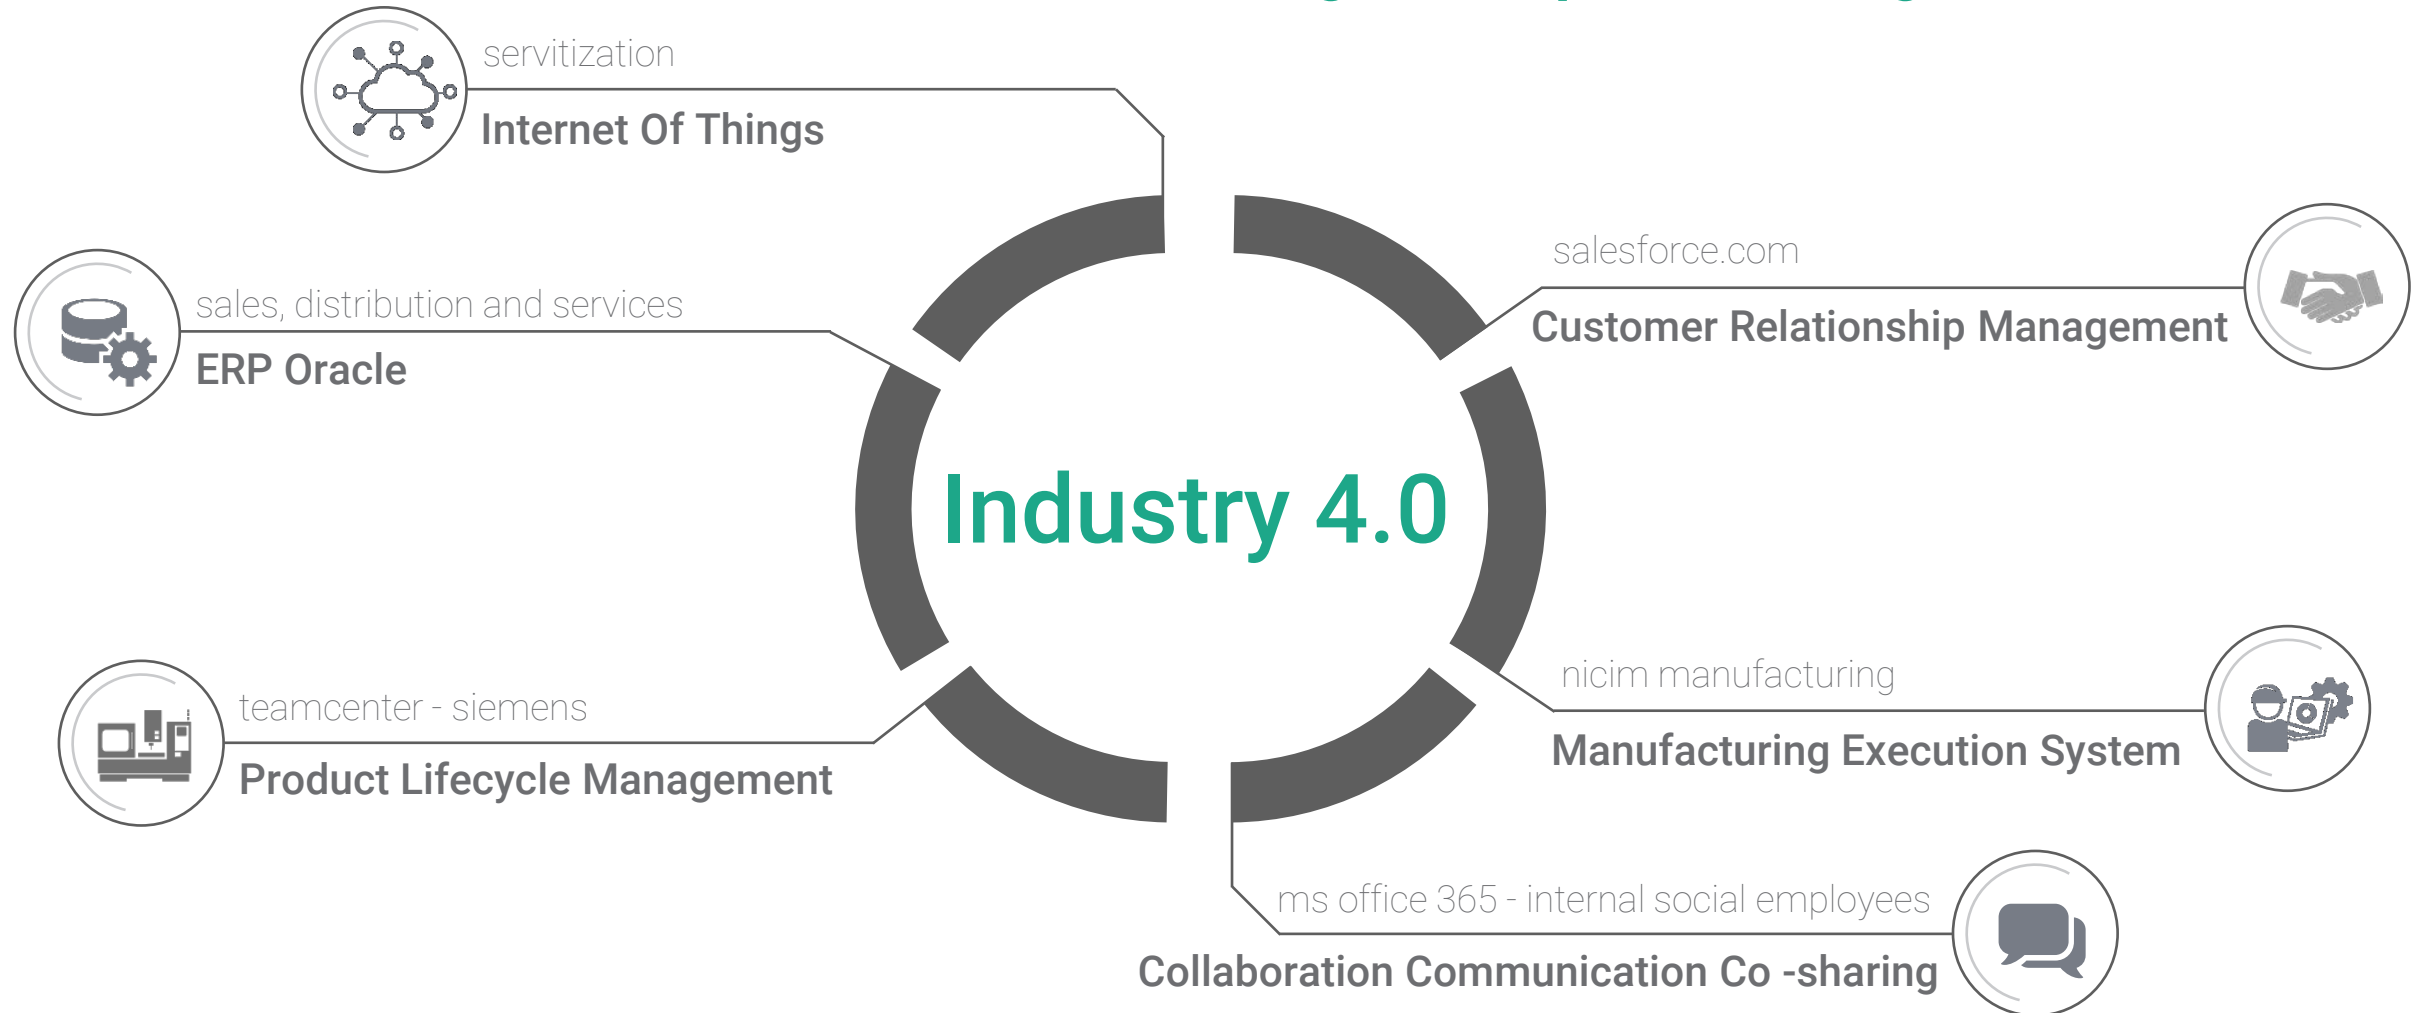 servitization
Internet Of Things
salesforce.com
Customer Relationship Management
sales, distribution and services
ERP Oracle
Industry 4.0
nicim manufacturing
Manufacturing Execution System
teamcenter - siemens
Product Lifecycle Management
ms office 365 - internal social employees
Collaboration Communication Co -sharing